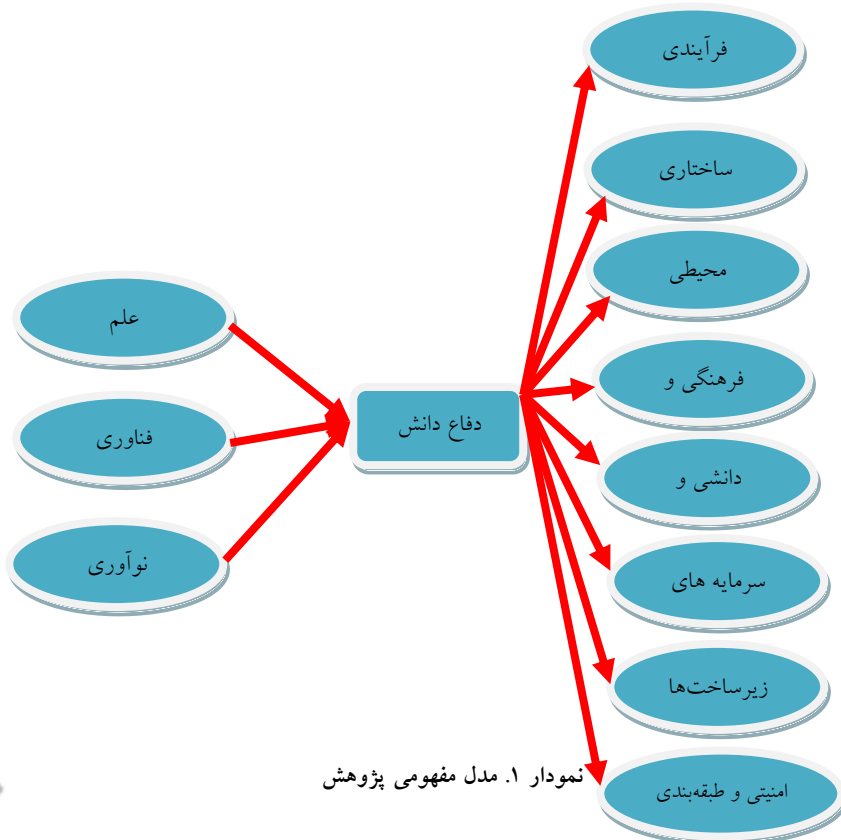 فرآیندی
ساختاری
محیطی
فرهنگی و
دانشی و
سرمایه های
زیرساخت‌ها
امنیتی و طبقه‌بندی
دفاع دانش
علم
فناوری
نوآوری
نمودار ۱. مدل مفهومی پژوهش